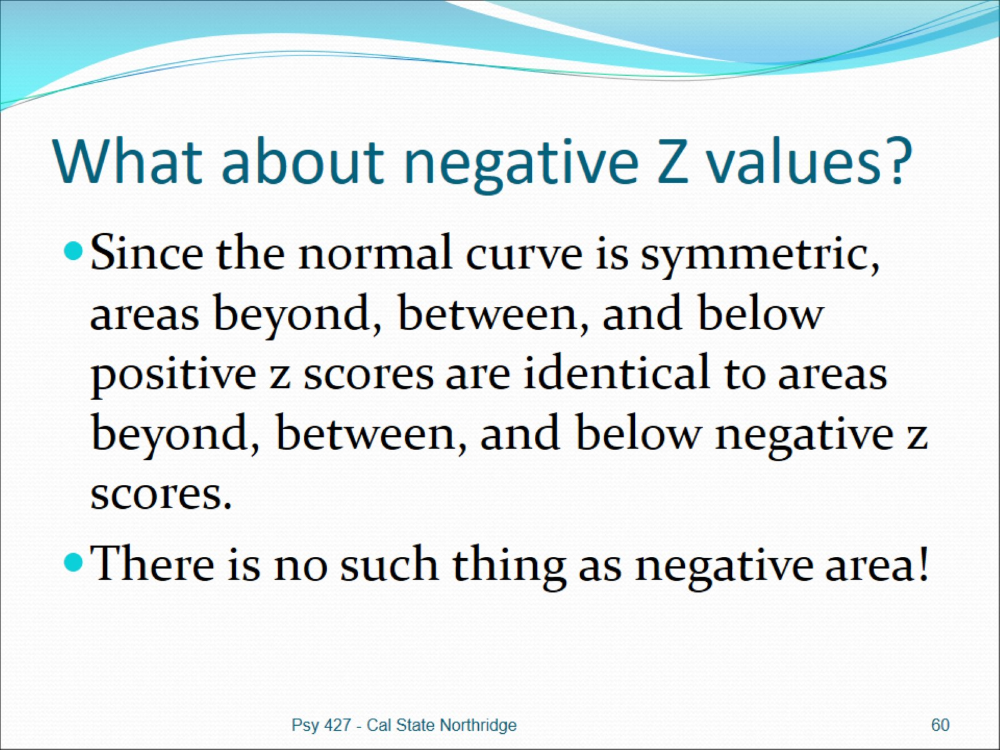 What about negative Z values?
Since the normal curve is symmetric,
areas beyond, between, and below
positive z scores are identical to areas
beyond, between, and below negative z
scores.
There is no such thing as negative area!
Psy 427 - Cal State Northridge
60